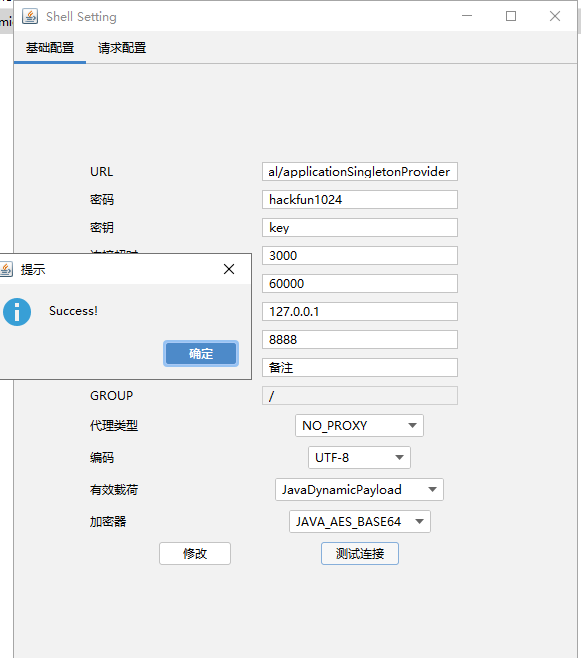 Shell Setting
基础配置 请求配置
URL al/applicationSingletonProvider
密码 hackfun1024
密钥 key
3000
提示
60000
Success!
127.0.0.1
8888
确定
备注
GROUP /
代理类型 NO_PROXY
编码 UTF-8
有效载荷 JavaDynamicPayload
加密器 JAVA_AES_BASE64
修改 测试连接